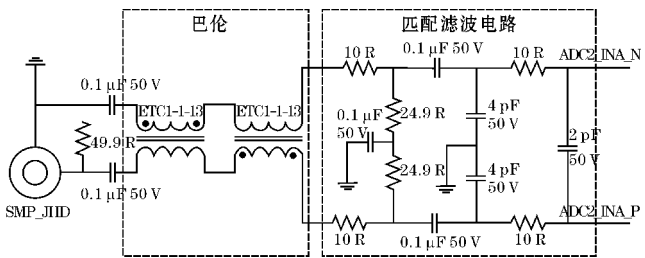 巴伦
匹配滤波电路
10 R
0.1 μF 50 V
10 R
ADC2_INA_N
0.1 μF 50 V
ETC1-1-13
ETC1-1-13
0.1 μF
50 V
24.9 R
4 pF
50 V
49.9 R
2 pF
50 V
24.9 R
4 pF
50 V
0.1 μF 50 V
SMP_JHD
ADC2_INA_P
10 R
0.1 μF 50 V
10 R